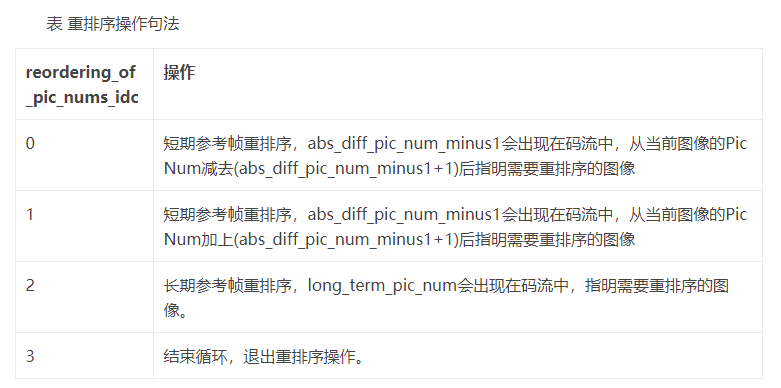 表 重排序操作句法
reordering_of
_pic_nums_idc
操作
0
短期参考帧重排序，abs_diff_pic_num_minus1会出现在码流中，从当前图像的Pic
Num减去(abs_diff_pic_num_minus1+1)后指明需要重排序的图像
1
短期参考帧重排序，abs_diff_pic_num_minus1会出现在码流中，从当前图像的Pic
Num加上(abs_diff_pic_num_minus1+1)后指明需要重排序的图像
2
长期参考帧重排序，long_term_pic_num会出现在码流中，指明需要重排序的图
像。
3
结束循环，退出重排序操作。